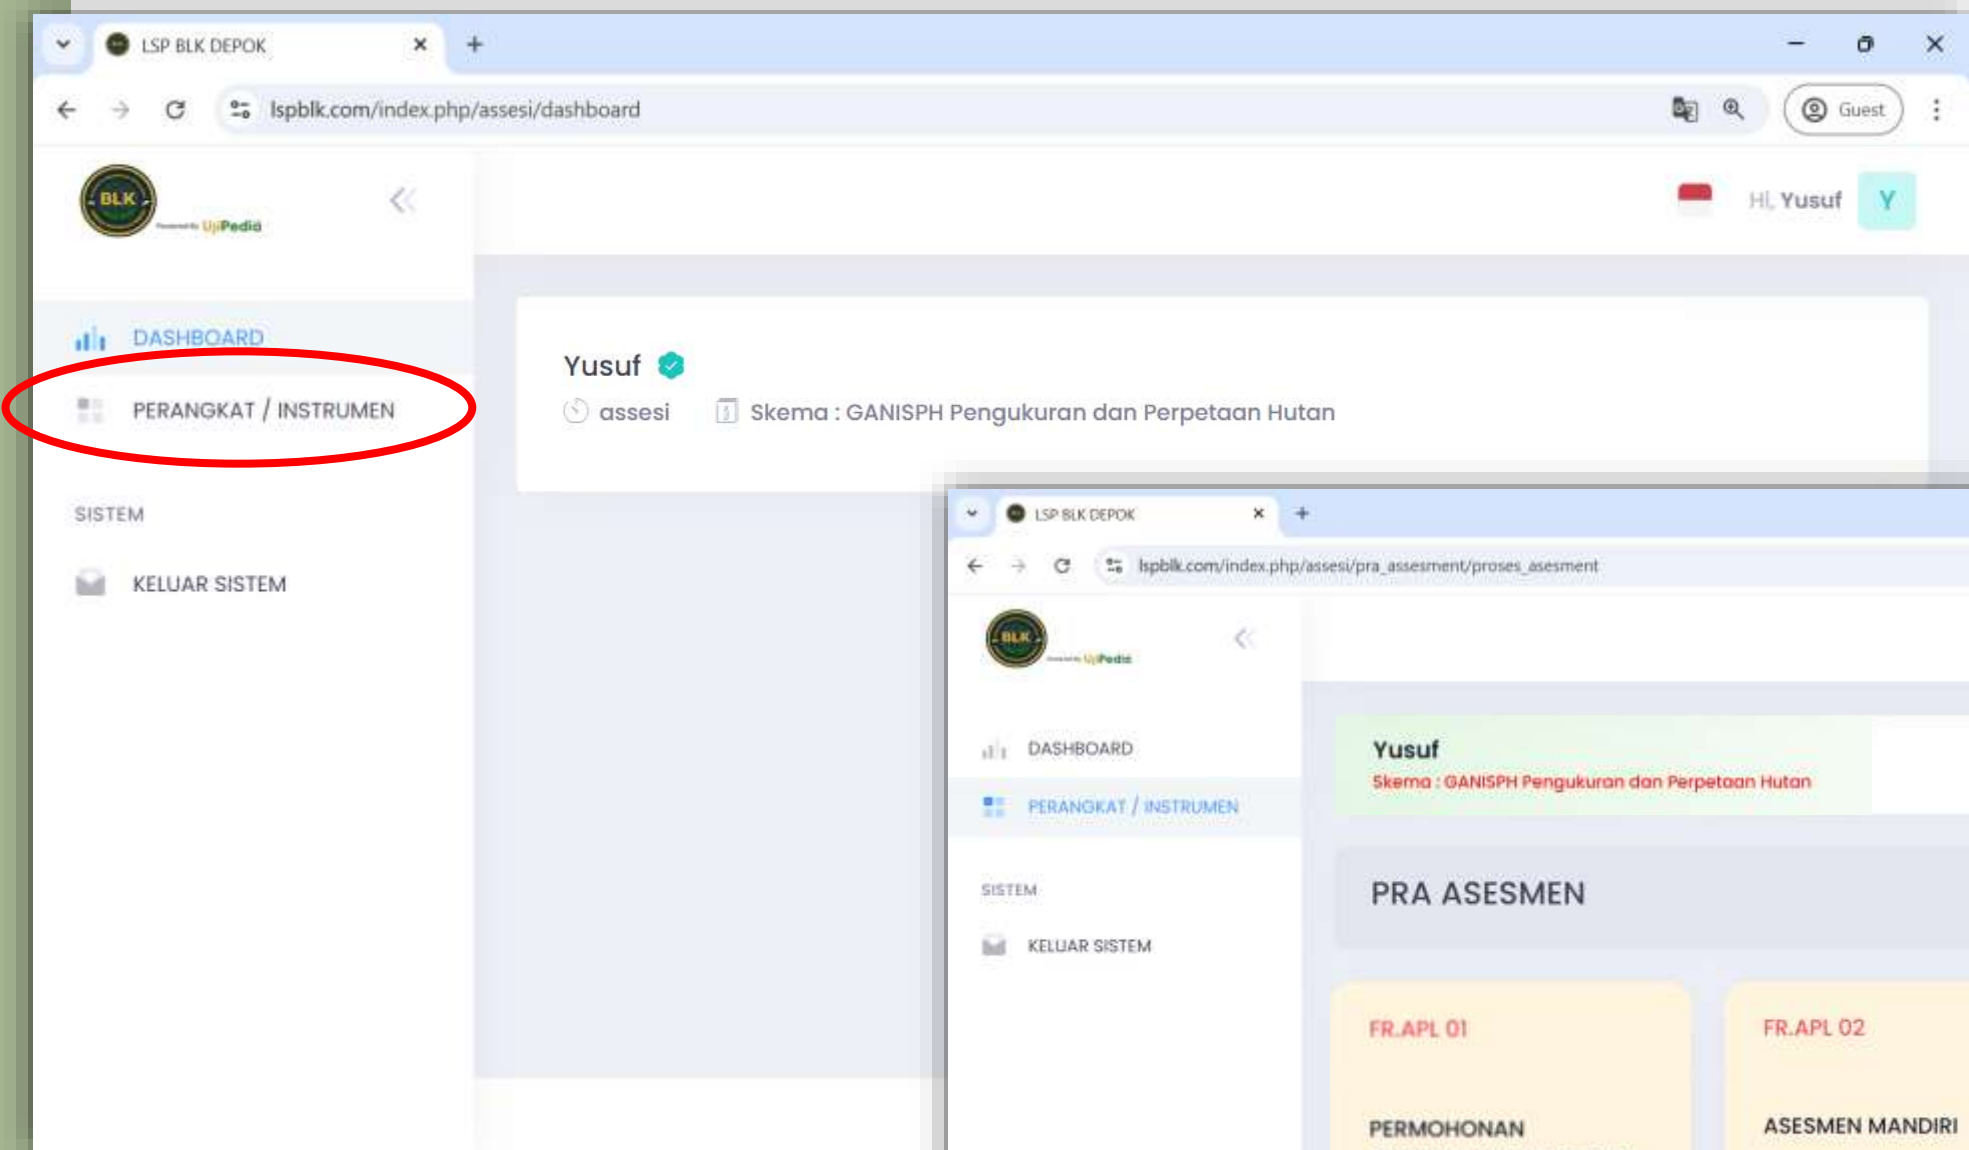 LSP BLK DEPOK
lspblk.com/index.php/assesi/dashboard
Guest
BLK
UjiPedia
Hi, Yusuf
Y
DASHBOARD
PERANGKAT / INSTRUMEN
SISTEM
KELUAR SISTEM
Yusuf
assesi Skema : GANISPH Pengukuran dan Perpetaan Hutan
LSP BLK DEPOK
lspblk.com/index.php/assesi/pra_assesment/proses_asesment
BLK
UjiPedia
DASHBOARD
PERANGKAT / INSTRUMEN
SISTEM
KELUAR SISTEM
Yusuf
Skema : GANISPH Pengukuran dan Perpetaan Hutan
PRA ASESMEN
FR.APL 01
PERMOHONAN
FR.APL 02
ASESMEN MANDIRI